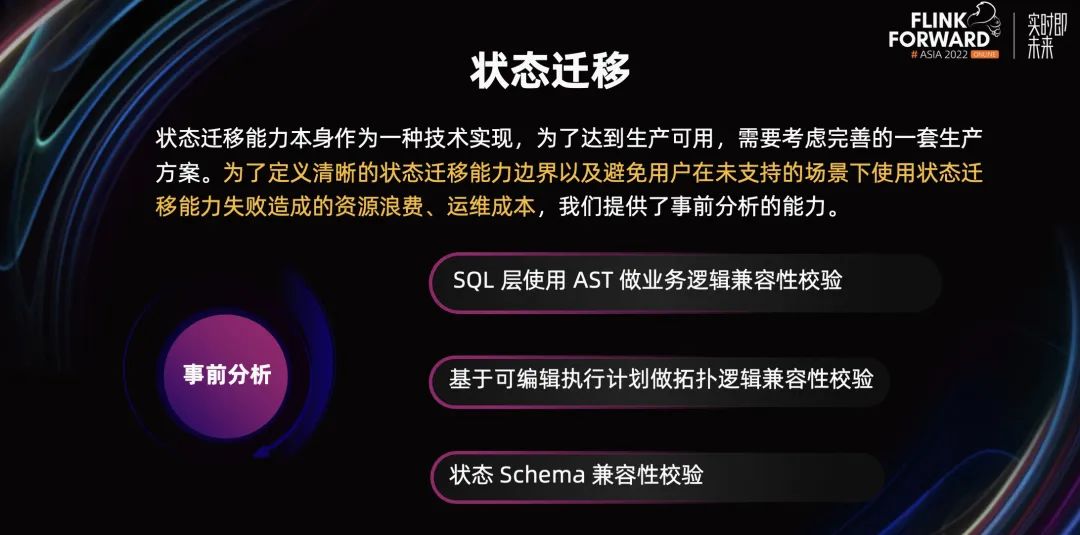 FLINK
FORWARD
# ASIA 2022 ONLINE
实时即
未来
状态迁移
状态迁移能力本身作为一种技术实现，为了达到生产可用，需要考虑完善的一套生产
方案。为了定义清晰的状态迁移能力边界以及避免用户在未支持的场景下使用状态迁
移能力失败造成的资源浪费、运维成本，我们提供了事前分析的能力。
事前分析
SQL 层使用 AST 做业务逻辑兼容性校验
基于可编辑执行计划做拓扑逻辑兼容性校验
状态 Schema 兼容性校验